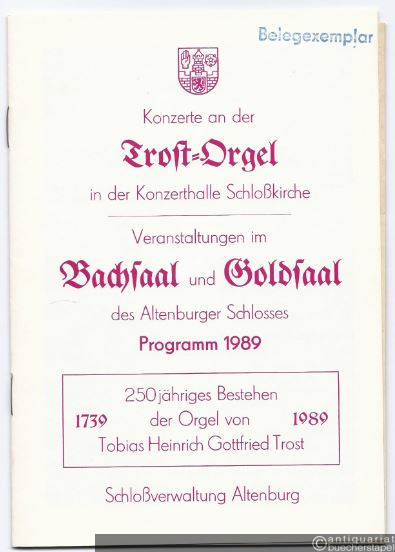 Belegexemplar
Konzerte an der
Troſt=Orgel
in der Konzerthalle Schloßkirche
Veranstaltungen im
Bachſaal und Goldſaal
des Altenburger Schlosses
Programm 1989
250jähriges Bestehen
1739 der Orgel von 1989
Tobias Heinrich Gottfried Trost
Schloßverwaltung Altenburg
©antiquariat
buecherstapel